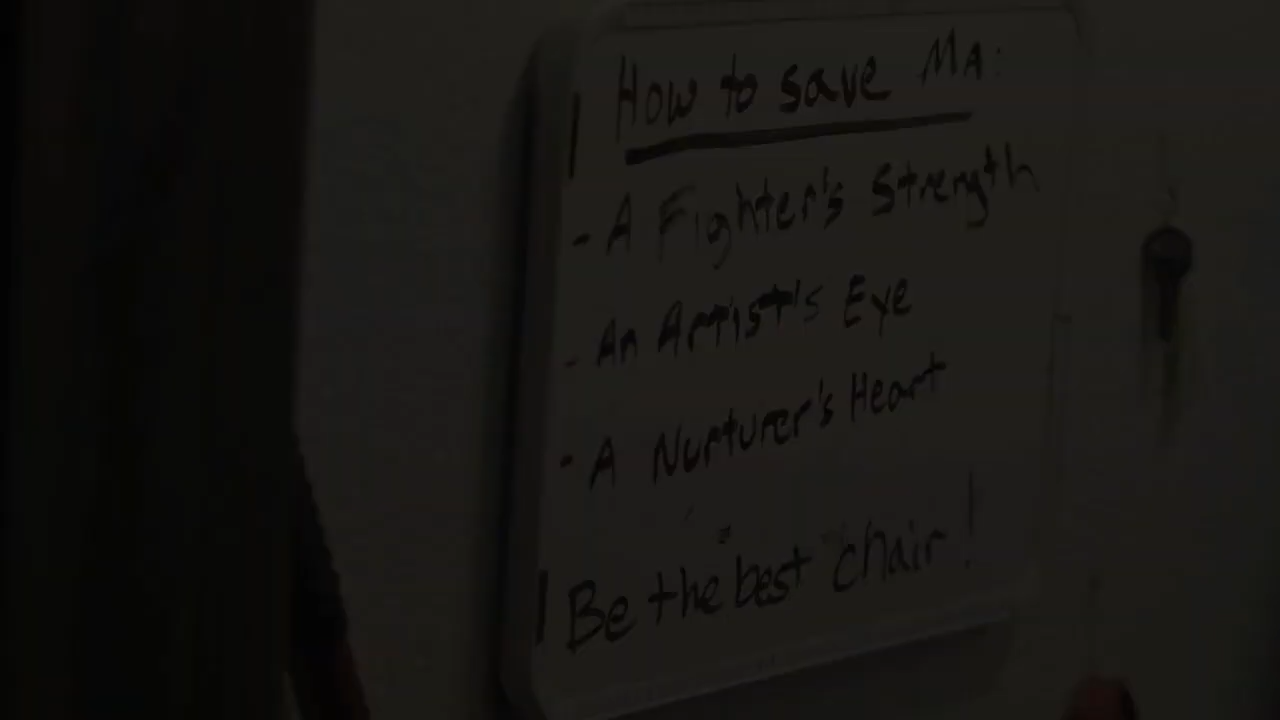 How to save MA:
- A Fighter's Strength
- An Artist's Eye
- A Nurturer's Heart
=
Be the best chair!